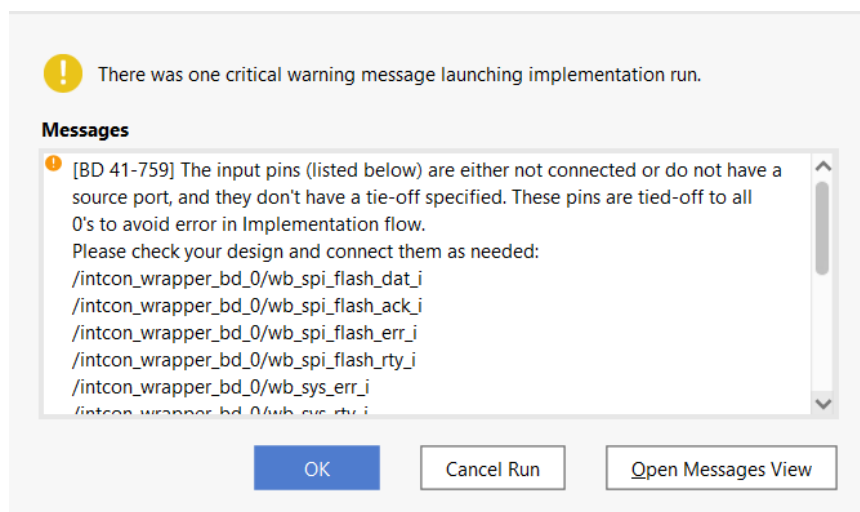 There was one critical warning message launching implementation run.
Messages
[BD 41-759] The input pins (listed below) are either not connected or do not have a
source port, and they don't have a tie-off specified. These pins are tied-off to all
0's to avoid error in Implementation flow.
Please check your design and connect them as needed:
/intcon_wrapper_bd_0/wb_spi_flash_dat_i
/intcon_wrapper_bd_0/wb_spi_flash_ack_i
/intcon_wrapper_bd_0/wb_spi_flash_err_i
/intcon_wrapper_bd_0/wb_spi_flash_rty_i
/intcon_wrapper_bd_0/wb_sys_err_i
/intcon_wrapper_bd_0/wb_sys_rty_i
OK
Cancel Run
Open Messages View